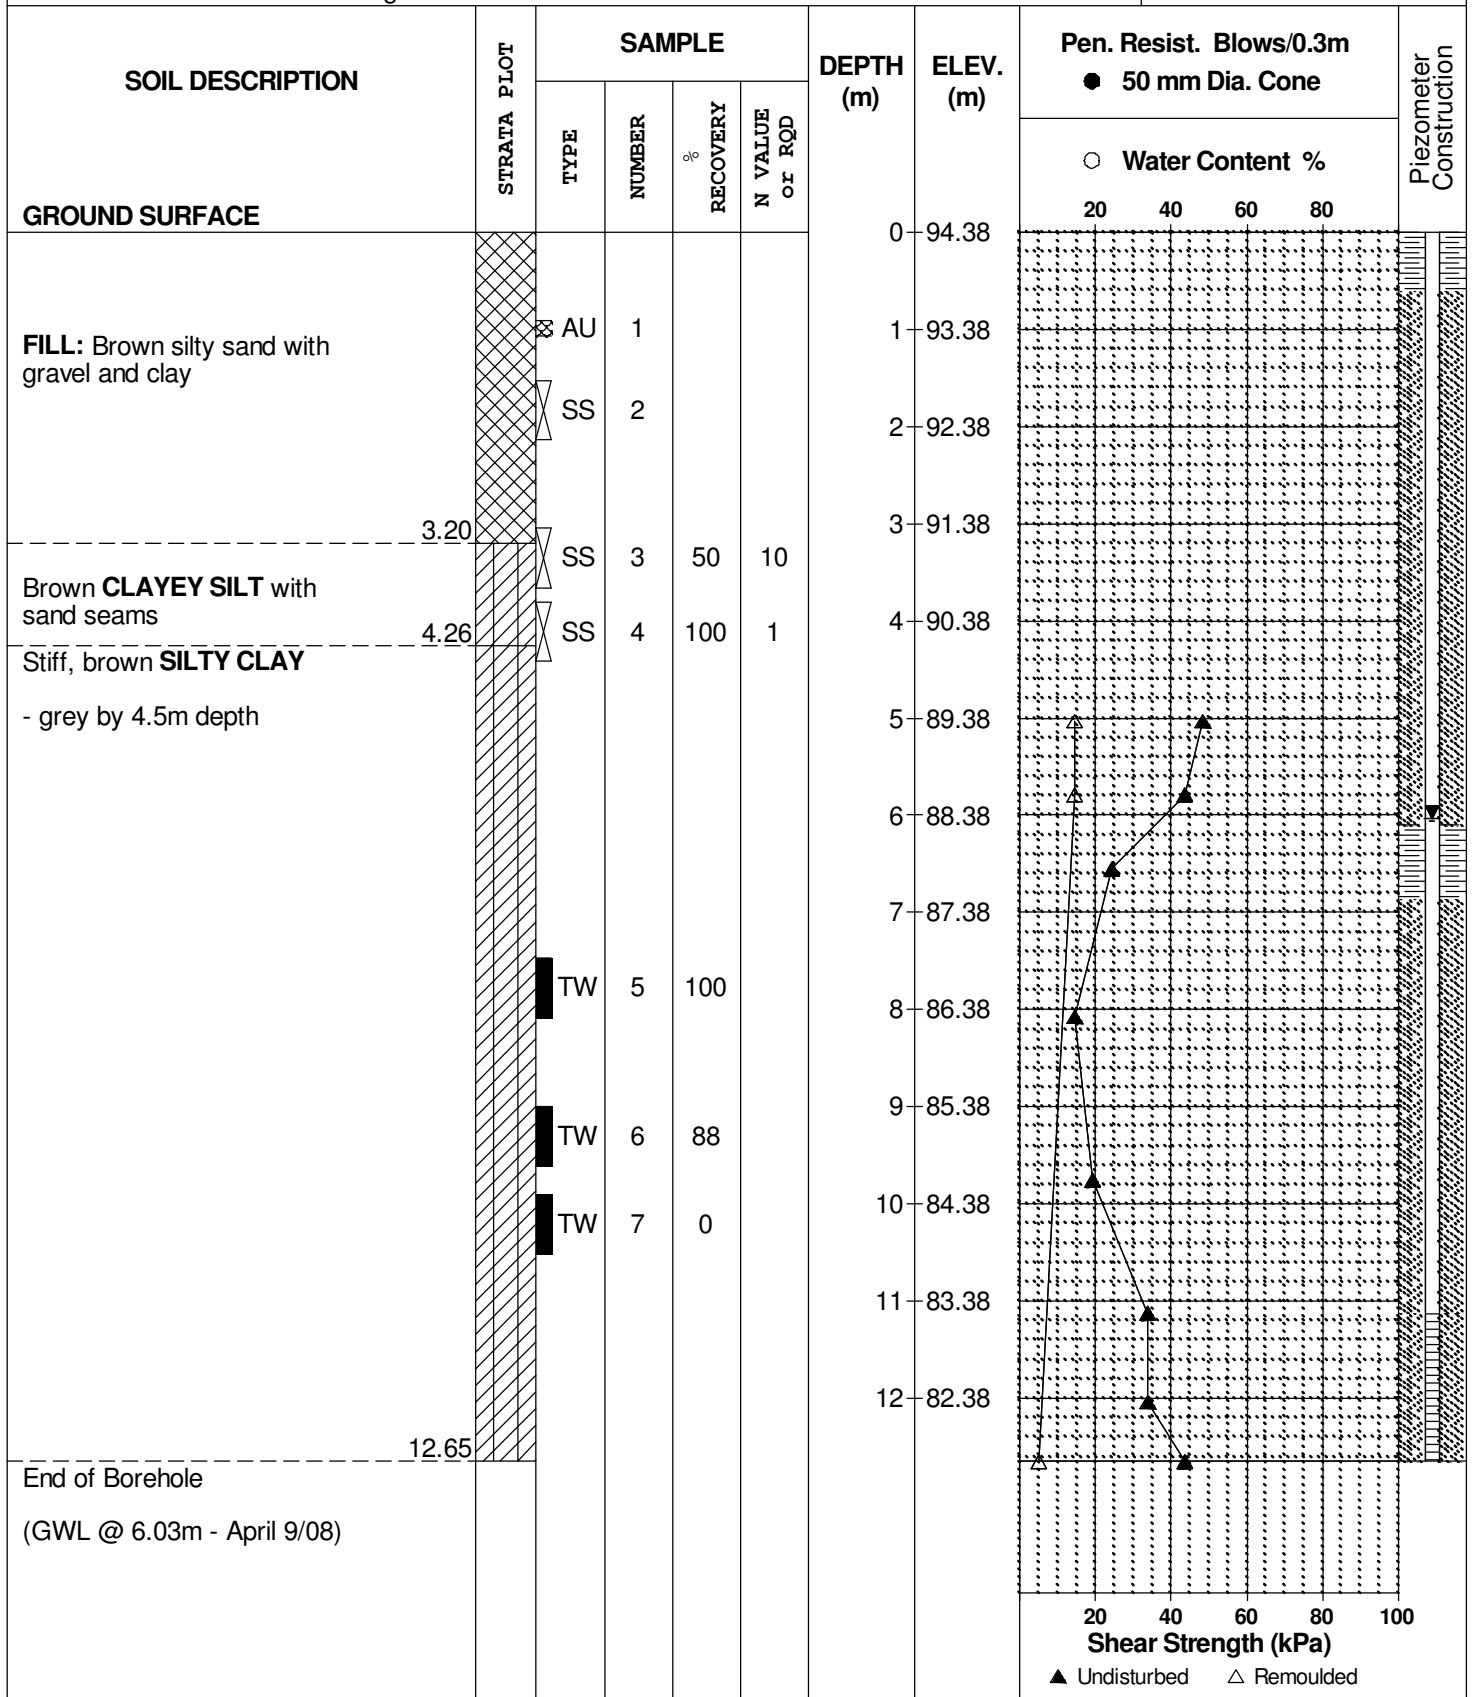 SOIL DESCRIPTION
GROUND SURFACE
STRATA PLOT
SAMPLE
TYPE
NUMBER
% RECOVERY
N VALUE or RQD
DEPTH (m)
ELEV. (m)
Pen. Resist. Blows/0.3m
● 50 mm Dia. Cone
○ Water Content %
20 40 60 80
Piezometer Construction
0 94.38
FILL: Brown silty sand with
gravel and clay
AU 1
1 93.38
SS 2
2 92.38
3 91.38
3.20
SS 3 50 10
Brown CLAYEY SILT with
sand seams
4.26
SS 4 100 1
4 90.38
Stiff, brown SILTY CLAY
- grey by 4.5m depth
5 89.38
6 88.38
7 87.38
TW 5 100
8 86.38
9 85.38
TW 6 88
10 84.38
TW 7 0
11 83.38
12 82.38
12.65
End of Borehole
(GWL @ 6.03m - April 9/08)
20 40 60 80 100
Shear Strength (kPa)
▲ Undisturbed △ Remoulded